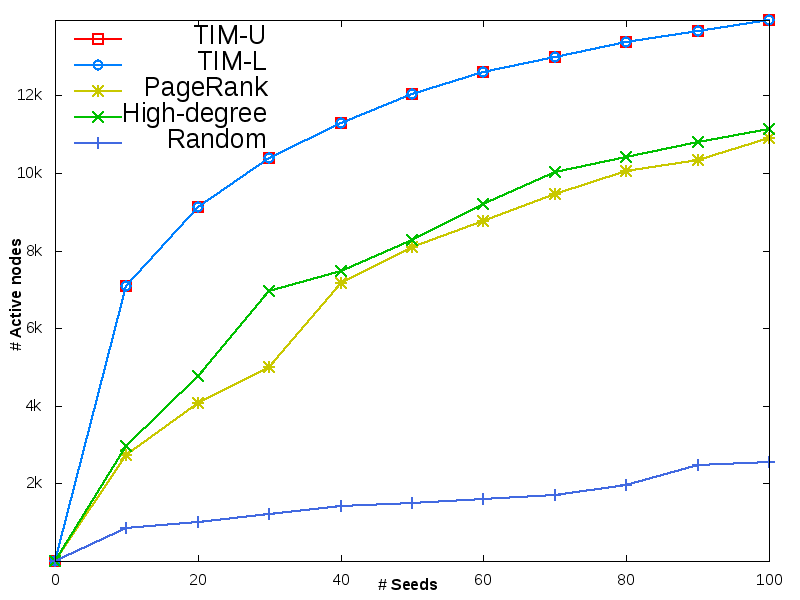 TIM-U
TIM-L
PageRank
High-degree
Random
12k
10k
8k
6k
4k
2k
# Active nodes
0 20 40 60 80 100
# Seeds